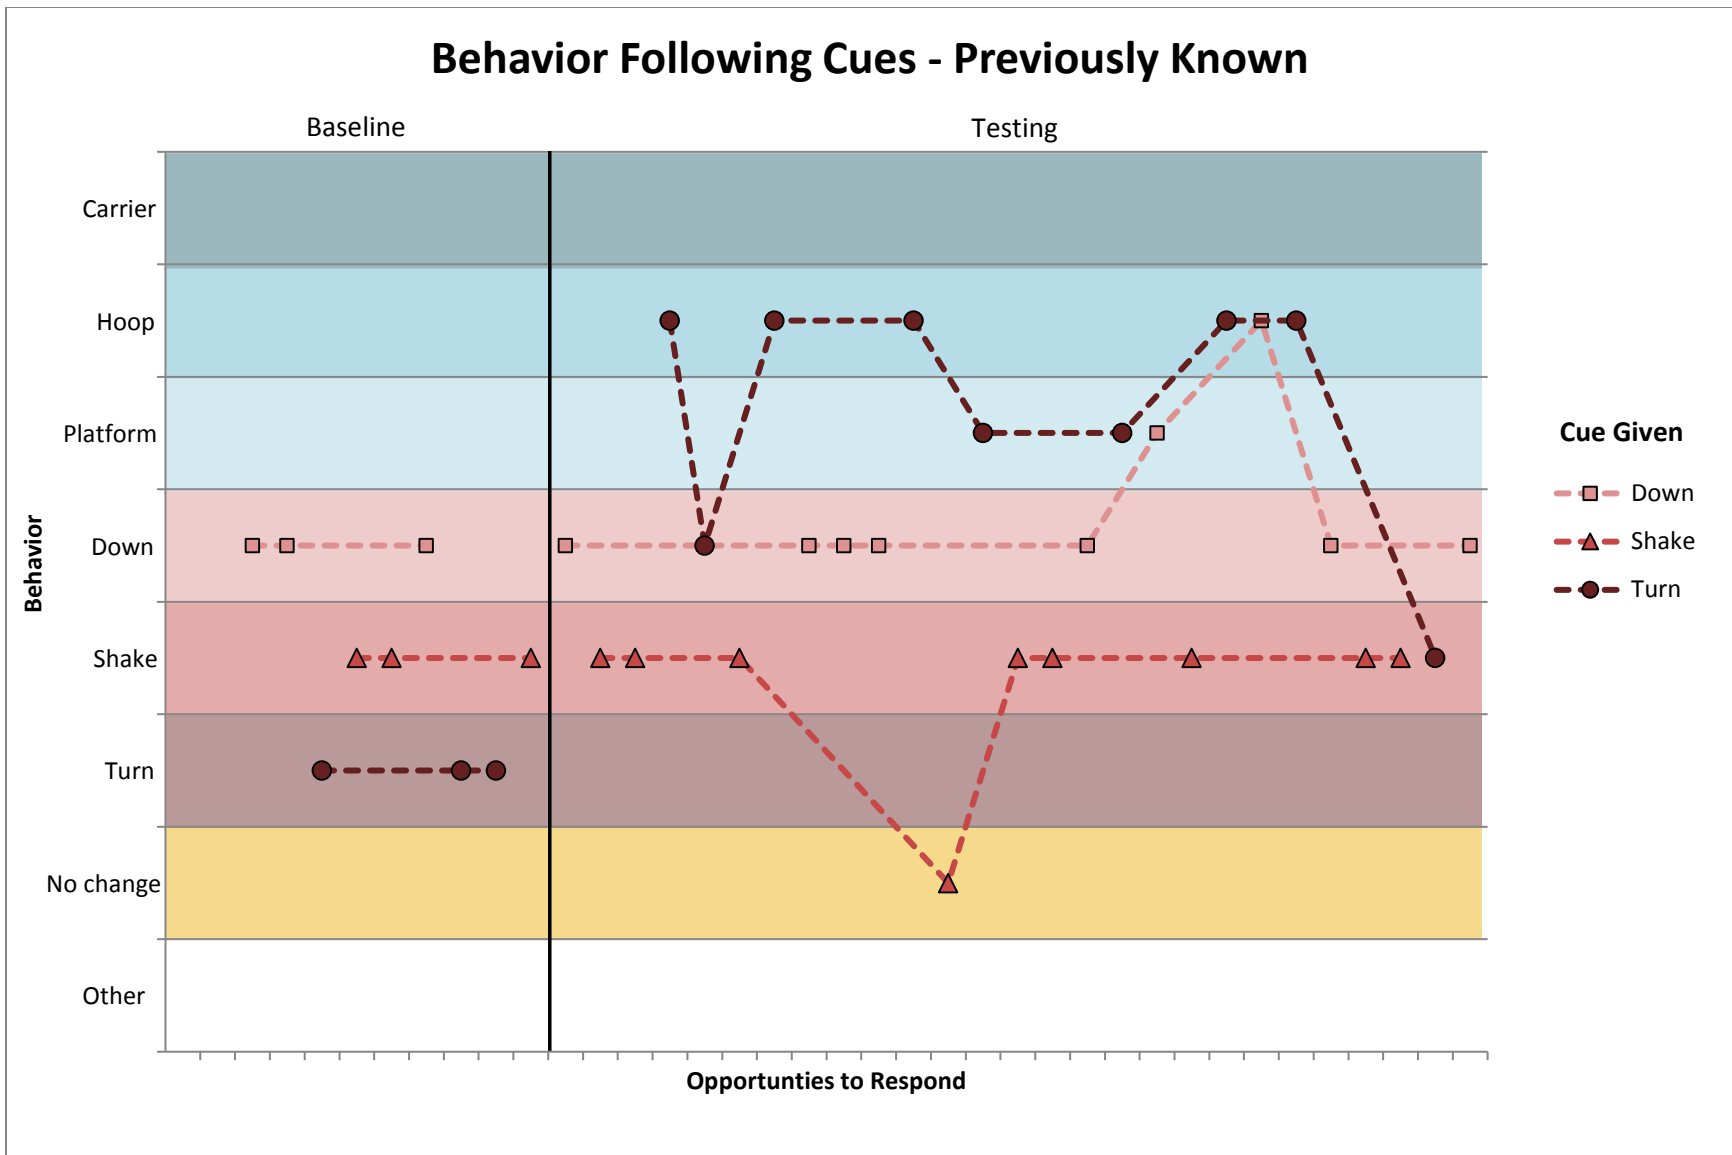 Behavior Following Cues - Previously Known
Baseline
Testing
Carrier
Hoop
Platform
Down
Shake
Turn
No change
Other
Behavior
Opportunties to Respond
Cue Given
Down
Shake
Turn